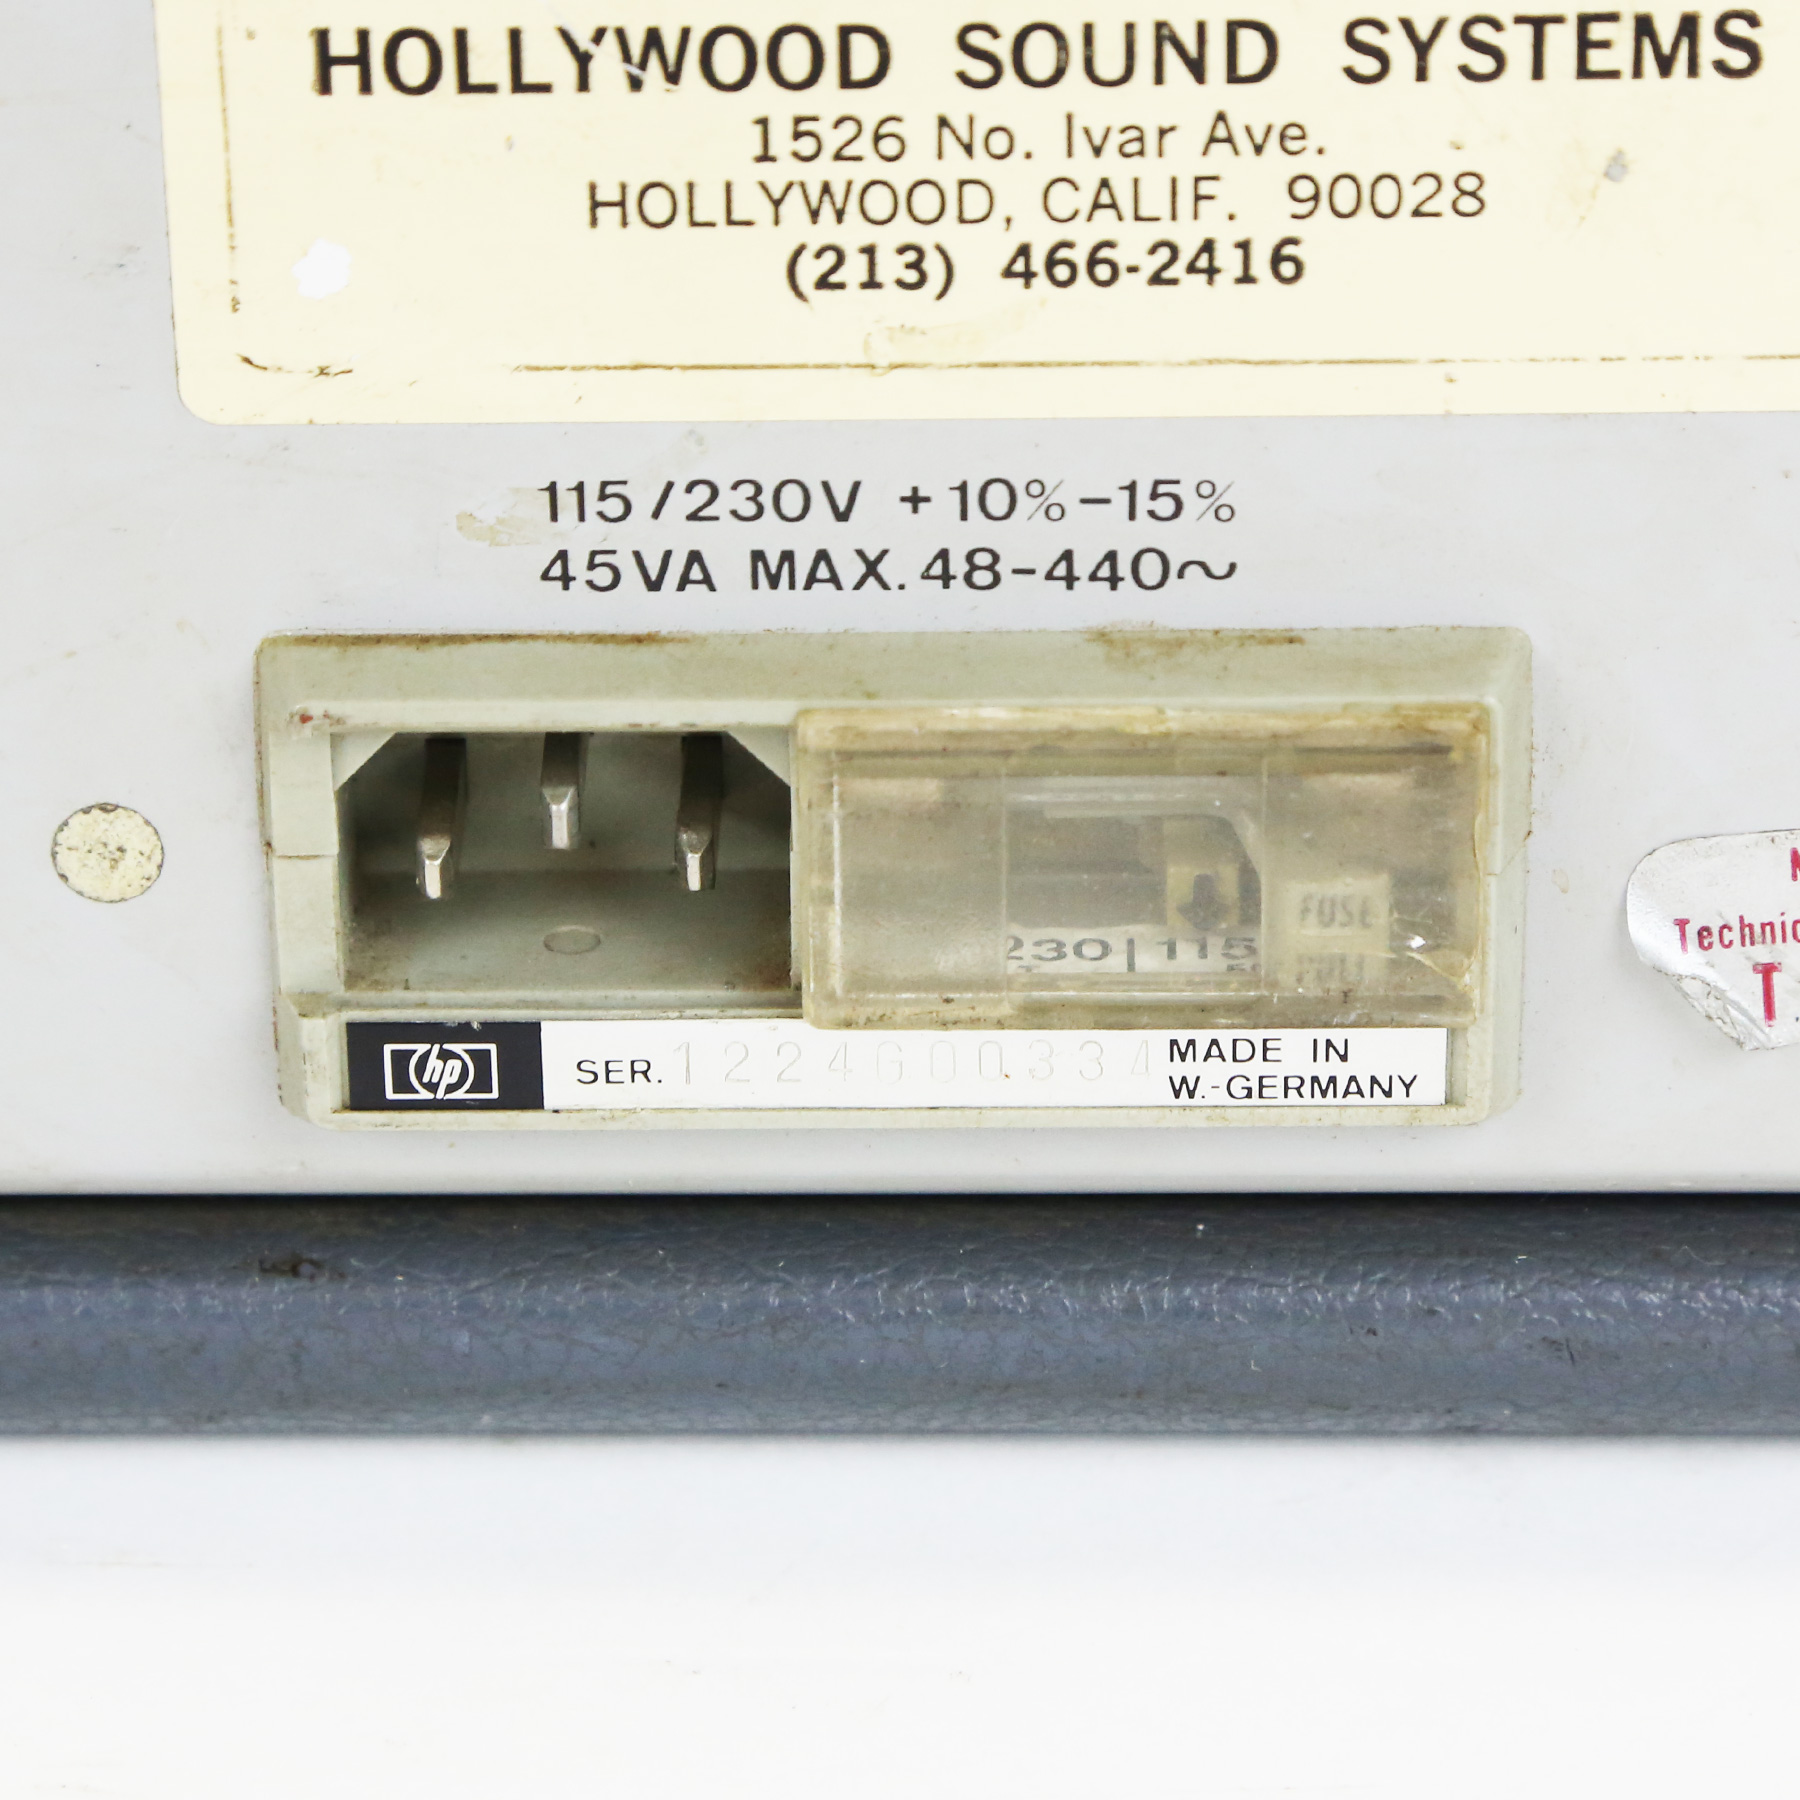 HOLLYWOOD SOUND SYSTEMS
1526 No. Ivar Ave.
HOLLYWOOD, CALIF. 90028
(213) 466-2416
115/230V +10%-15%
45VA MAX. 48-440~
FUSE
230 | 115
PULL
Technic
T
hp
SER. 1224G00334
MADE IN
W.-GERMANY